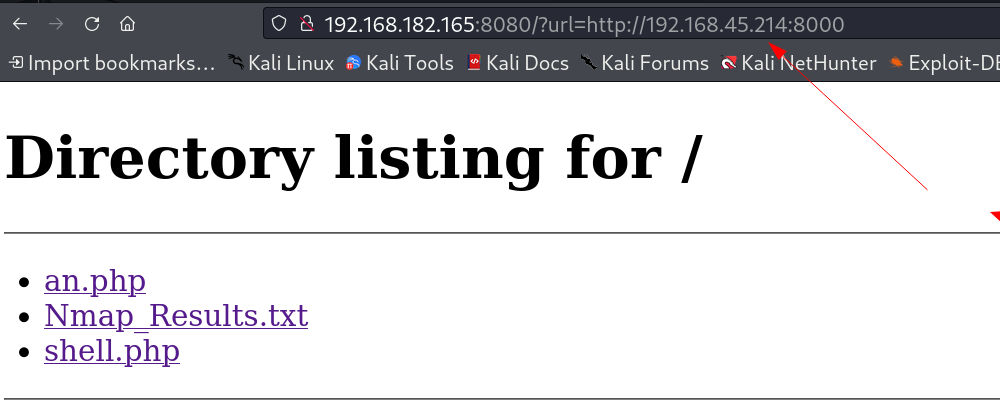 192.168.182.165:8080/?url=http://192.168.45.214:8000
Import bookmarks... Kali Linux Kali Tools Kali Docs Kali Forums Kali NetHunter Exploit-DB
Directory listing for /
an.php
Nmap_Results.txt
shell.php